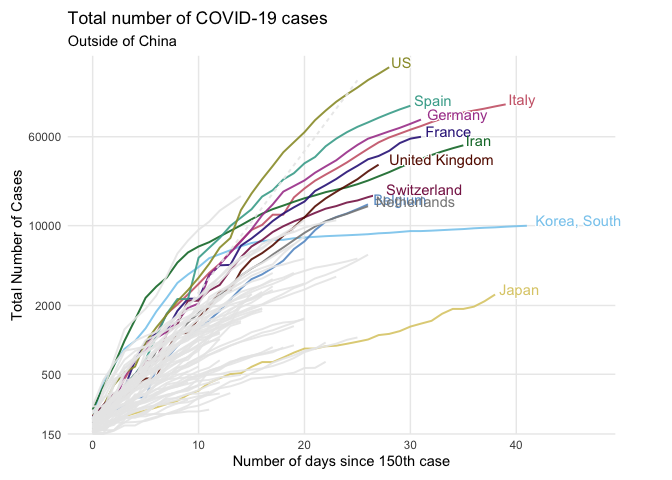 Total number of COVID-19 cases
Outside of China
US
Spain
Italy
Germany
France
Iran
United Kingdom
Switzerland
Belgium
Netherlands
Korea, South
Japan
60000
10000
2000
500
150
0
10
20
30
40
Total Number of Cases
Number of days since 150th case